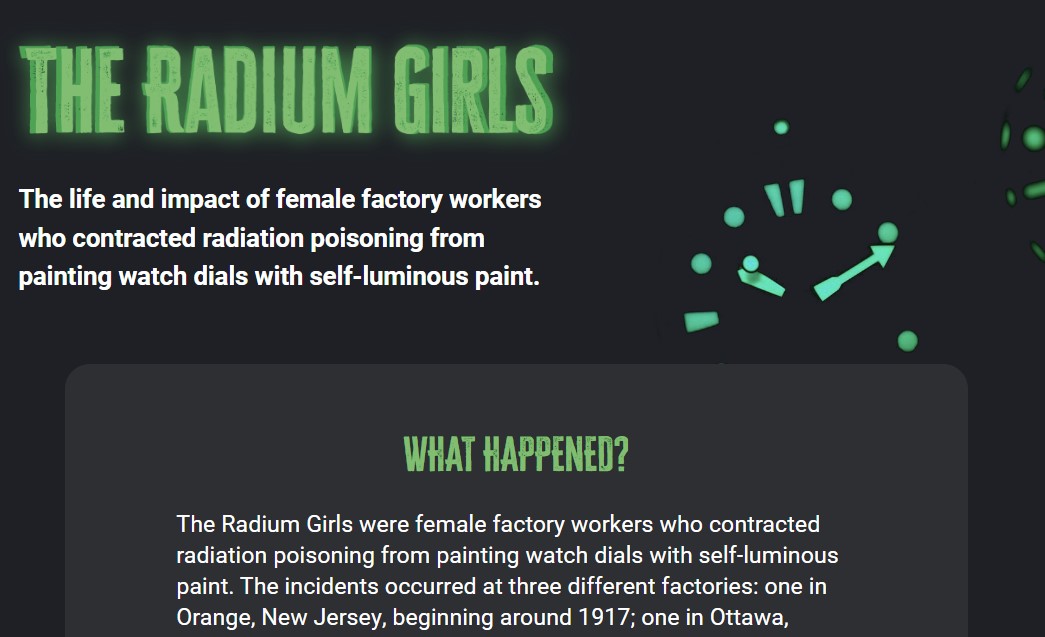 THE RADIUM GIRLS
The life and impact of female factory workers
who contracted radiation poisoning from
painting watch dials with self-luminous paint.
WHAT HAPPENED?
The Radium Girls were female factory workers who contracted
radiation poisoning from painting watch dials with self-luminous
paint. The incidents occurred at three different factories: one in
Orange, New Jersey, beginning around 1917; one in Ottawa,